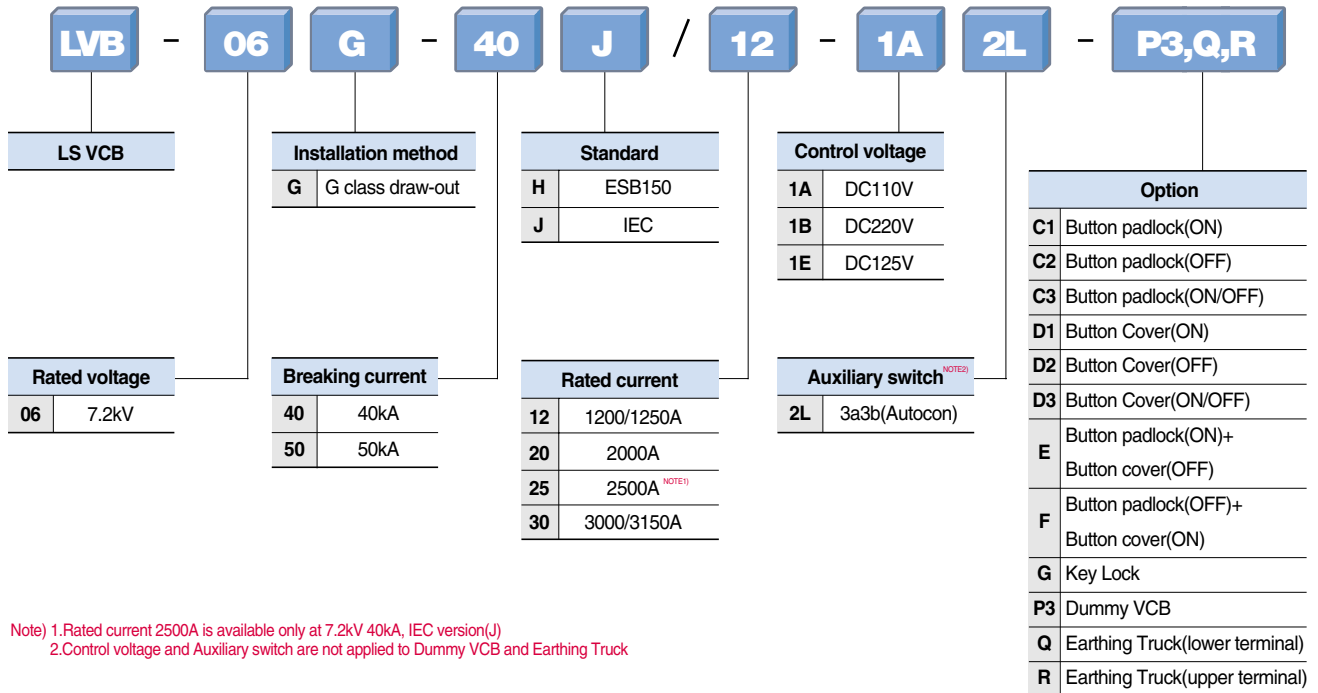 LVB - 06 G - 40 J / 12 - 1A 2L - P3,Q,R
LS VCB
Installation method
G G class draw-out
Standard
H ESB150
J IEC
Control voltage
1A DC110V
1B DC220V
1E DC125V
Rated voltage
06 7.2kV
Breaking current
40 40kA
50 50kA
Rated current
12 1200/1250A
20 2000A
25 2500A NOTE1)
30 3000/3150A
Auxiliary switch NOTE2)
2L 3a3b(Autocon)
Option
C1 Button padlock(ON)
C2 Button padlock(OFF)
C3 Button padlock(ON/OFF)
D1 Button Cover(ON)
D2 Button Cover(OFF)
D3 Button Cover(ON/OFF)
E Button padlock(ON)+
Button cover(OFF)
F Button padlock(OFF)+
Button cover(ON)
G Key Lock
P3 Dummy VCB
Q Earthing Truck(lower terminal)
R Earthing Truck(upper terminal)
Note) 1.Rated current 2500A is available only at 7.2kV 40kA, IEC version(J)
2.Control voltage and Auxiliary switch are not applied to Dummy VCB and Earthing Truck